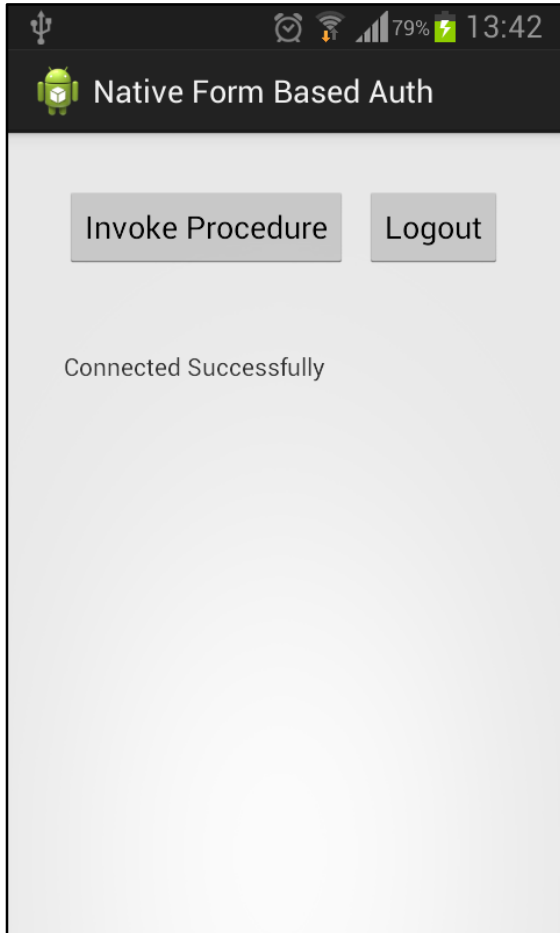 79% 13:42
Native Form Based Auth
Invoke Procedure Logout
Connected Successfully